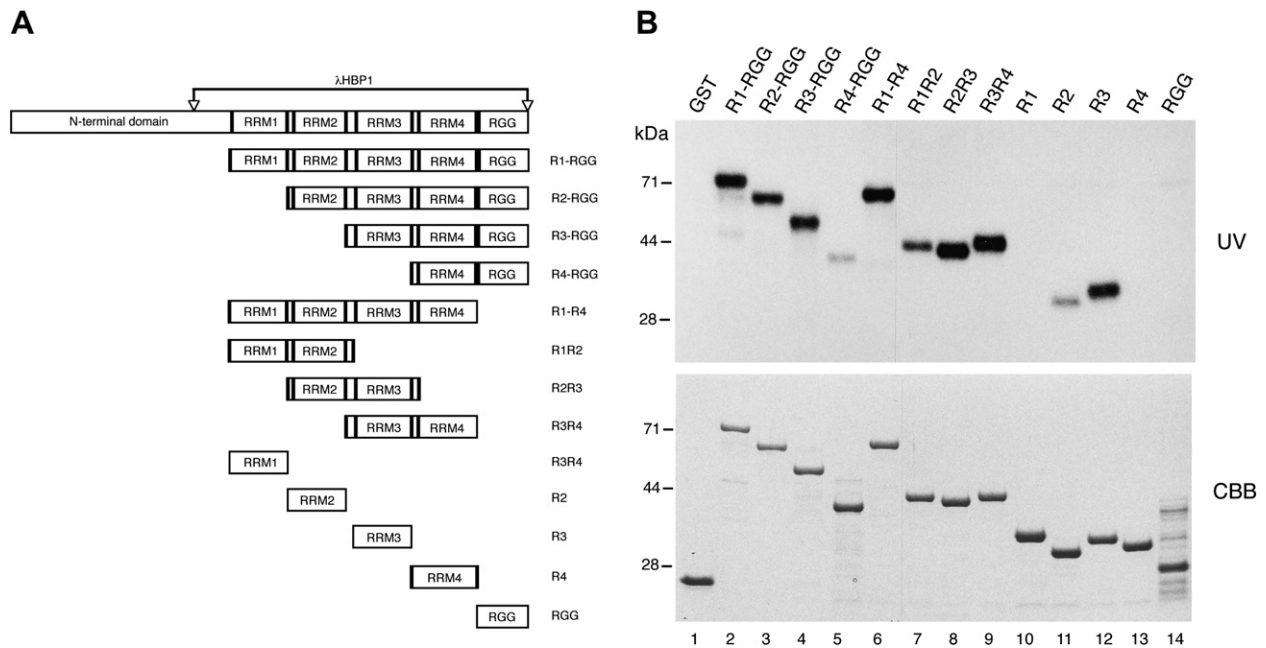 A
λHBP1
N-terminal domain RRM1 RRM2 RRM3 RRM4 RGG
RRM1 RRM2 RRM3 RRM4 RGG R1-RGG
RRM2 RRM3 RRM4 RGG R2-RGG
RRM3 RRM4 RGG R3-RGG
RRM4 RGG R4-RGG
RRM1 RRM2 RRM3 RRM4 R1-R4
RRM1 RRM2 R1R2
RRM2 RRM3 R2R3
RRM3 RRM4 R3R4
RRM1 R3R4
RRM2 R2
RRM3 R3
RRM4 R4
RGG RGG
B
GST R1-RGG R2-RGG R3-RGG R4-RGG R1-R4 R1R2 R2R3 R3R4 R1 R2 R3 R4 RGG
kDa
71
44
28
UV
71
44
28
CBB
1 2 3 4 5 6 7 8 9 10 11 12 13 14